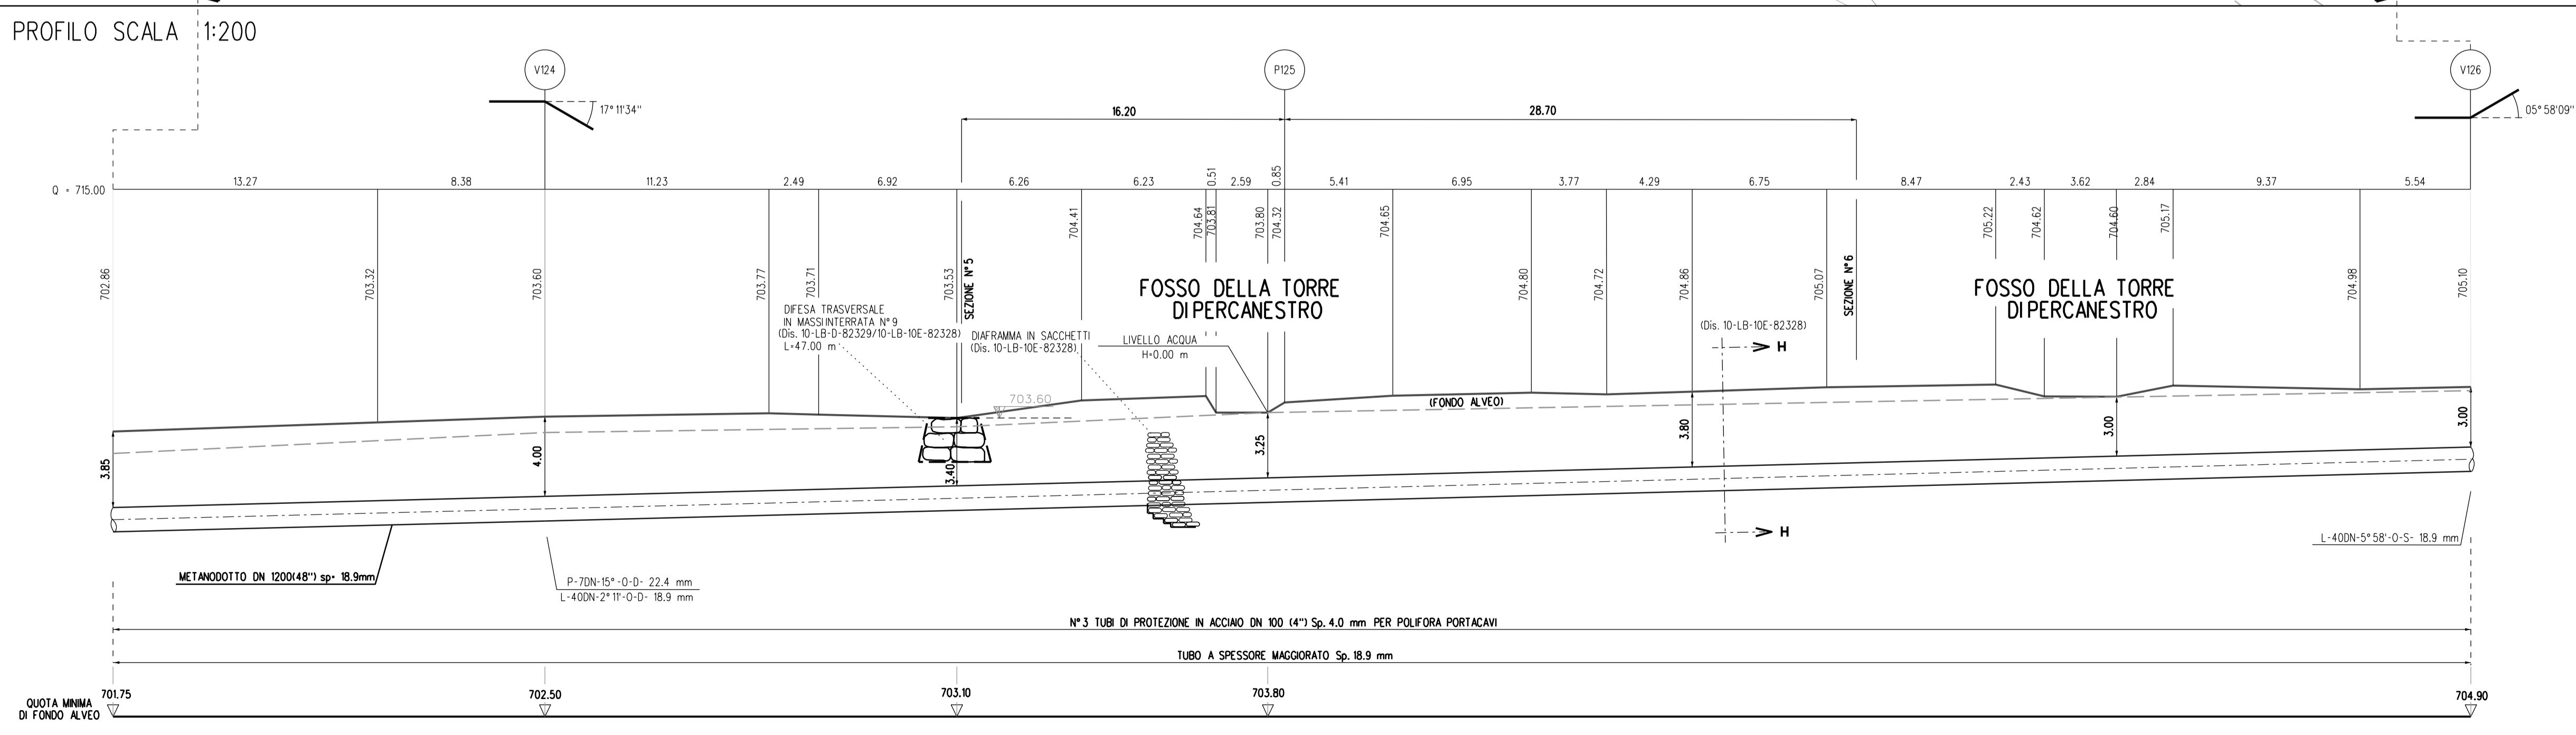 PROFILO SCALA 1:200
V124
P125
V126
17°11'34"
05°58'09"
16.20
28.70
Q = 715.00
13.27
8.38
11.23
2.49
6.92
6.26
6.23
0.51
2.59
0.85
5.41
6.95
3.77
4.29
6.75
8.47
2.43
3.62
2.84
9.37
5.54
702.86
703.32
703.60
703.77
703.71
703.53
SEZIONE N°5
704.41
704.64
703.81
703.80
704.32
704.65
704.80
704.72
704.86
705.07
SEZIONE N°6
705.22
704.62
704.60
705.17
704.98
705.10
FOSSO DELLA TORRE
DI PERCANESTRO
FOSSO DELLA TORRE
DI PERCANESTRO
DIFESA TRASVERSALE
IN MASSI INTERRATA N°9
(Dis. 10-LB-D-82329/10-LB-10E-82328)
L=47.00 m
DIAFRAMMA IN SACCHETTI
(Dis. 10-LB-10E-82328)
LIVELLO ACQUA
H=0.00 m
(Dis. 10-LB-10E-82328)
H
703.60
(FONDO ALVEO)
3.85
4.00
3.40
3.25
3.80
3.00
3.00
H
METANODOTTO DN 1200(48") sp= 18.9mm
P-7DN-15°-O-D- 22.4 mm
L-40DN-2°11'-O-D- 18.9 mm
L-40DN-5°58'-O-S- 18.9 mm
N°3 TUBI DI PROTEZIONE IN ACCIAIO DN 100 (4") Sp. 4.0 mm PER POLIFORA PORTACAVI
TUBO A SPESSORE MAGGIORATO Sp. 18.9 mm
701.75
702.50
703.10
703.80
704.90
QUOTA MINIMA
DI FONDO ALVEO